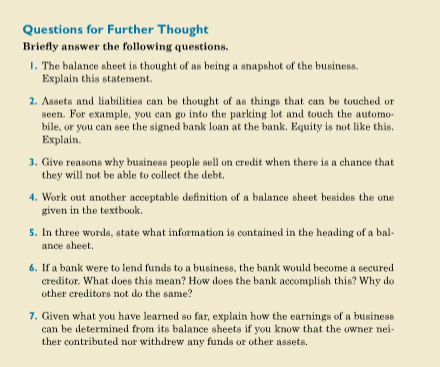 Questions for Further Thought
Briefly answer the following questions.
1. The balance sheet is thought of as being a snapshot of the business.
Explain this statement.
2. Assets and liabilities can be thought of as things that can be touched or
seen. For example, you can go into the parking lot and touch the automo-
bile, or you can see the signed bank loan at the bank. Equity is not like this.
Explain.
3. Give reasons why business people sell on credit when there is a chance that
they will not be able to collect the debt.
4. Work out another acceptable definition of a balance sheet besides the one
given in the textbook.
5. In three words, state what information is contained in the heading of a bal-
ance sheet.
6. If a bank were to lend funds to a business, the bank would become a secured
creditor. What does this mean? How does the bank accomplish this? Why do
other creditors not do the same?
7. Given what you have learned so far, explain how the earnings of a business
can be determined from its balance sheets if you know that the owner nei-
ther contributed nor withdrew any funds or other assets.